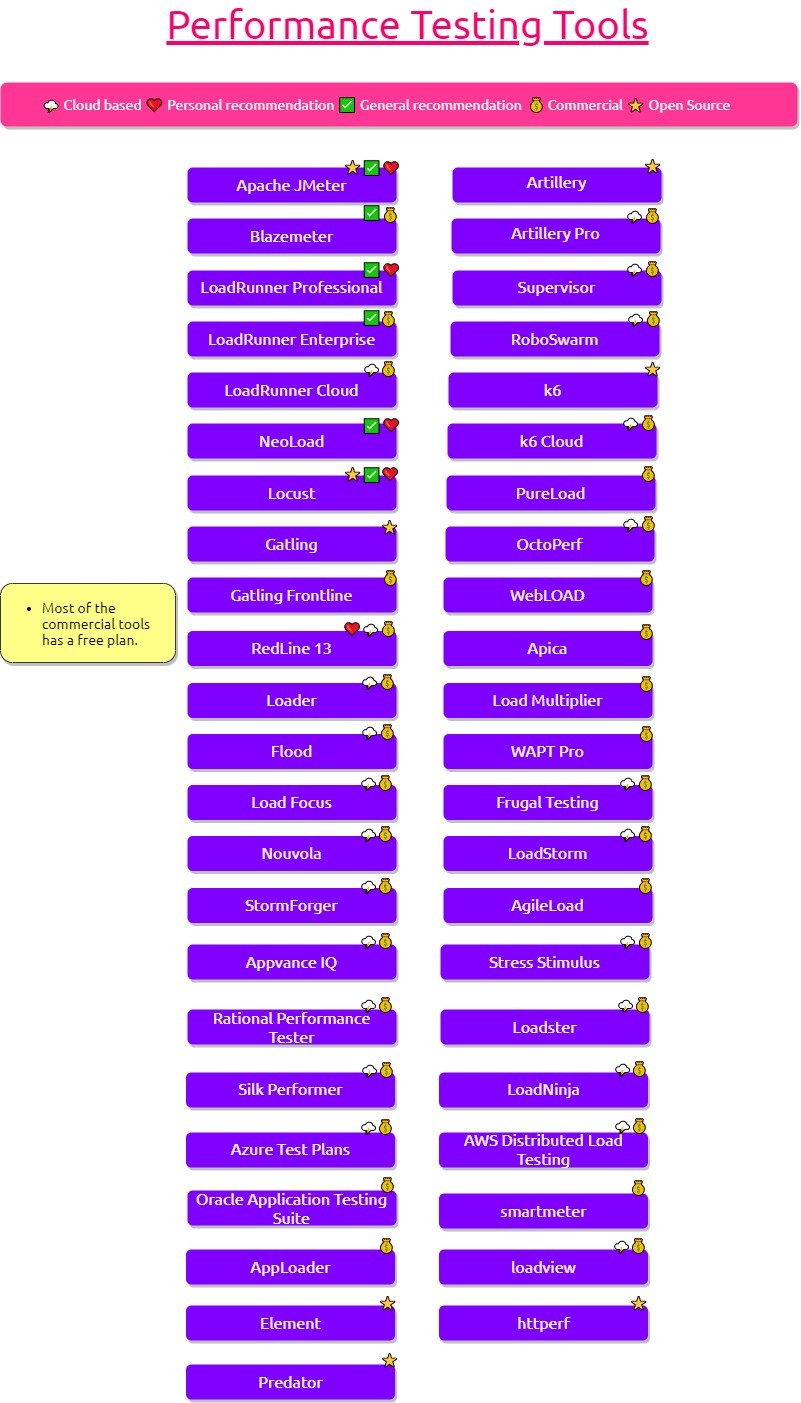 Performance Testing Tools
Cloud based Personal recommendation General recommendation Commercial Open Source
Apache JMeter
Blazemeter
LoadRunner Professional
LoadRunner Enterprise
LoadRunner Cloud
NeoLoad
Locust
Gatling
Gatling Frontline
RedLine 13
Loader
Flood
Load Focus
Nouvola
StormForger
Appvance IQ
Rational Performance
Tester
Silk Performer
Azure Test Plans
Oracle Application Testing
Suite
AppLoader
Element
Predator
Artillery
Artillery Pro
Supervisor
RoboSwarm
k6
k6 Cloud
PureLoad
OctoPerf
WebLOAD
Apica
Load Multiplier
WAPT Pro
Frugal Testing
LoadStorm
AgileLoad
Stress Stimulus
Loadster
LoadNinja
AWS Distributed Load
Testing
smartmeter
loadview
httperf
• Most of the
commercial tools
has a free plan.